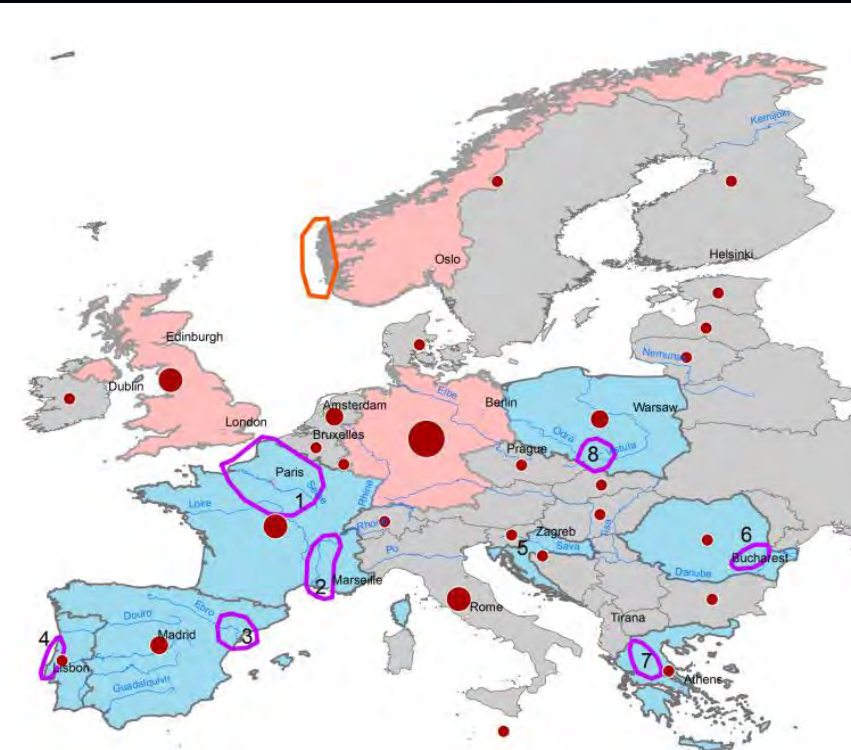 Kemijoki
Helsinki
Oslo
Edinburgh
Dublin
Nemunas
London
Amsterdam
Elbe
Berlin
Warsaw
Bruxelles
Odra
Vistula
8
Prague
Paris
1
Seine
Rhine
Loire
Rhone
Po
Zagreb
5
Sava
Tisa
6
Bucharest
Danube
2
Marseille
Ebro
3
Douro
Madrid
4
Lisbon
Guadalquivir
Rome
Tirana
7
Athens